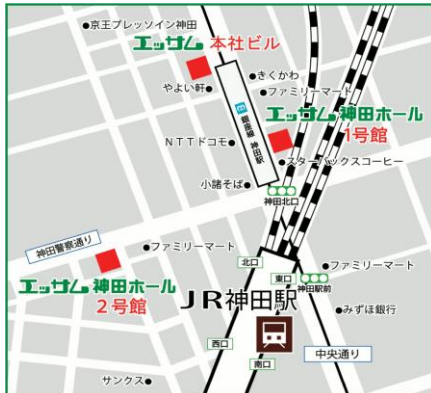 京王プレッソイン神田
エッサム 本社ビル
きくかわ
やよい軒
ファミリーマート
エッサム 神田ホール
1号館
銀座線 神田駅
NTTドコモ
スターバックスコーヒー
小諸そば
神田北口
神田警察通り
ファミリーマート
北口
東口
ファミリーマート
神田駅前
エッサム 神田ホール
2号館
JR神田駅
みずほ銀行
西口
中央通り
南口
サンクス